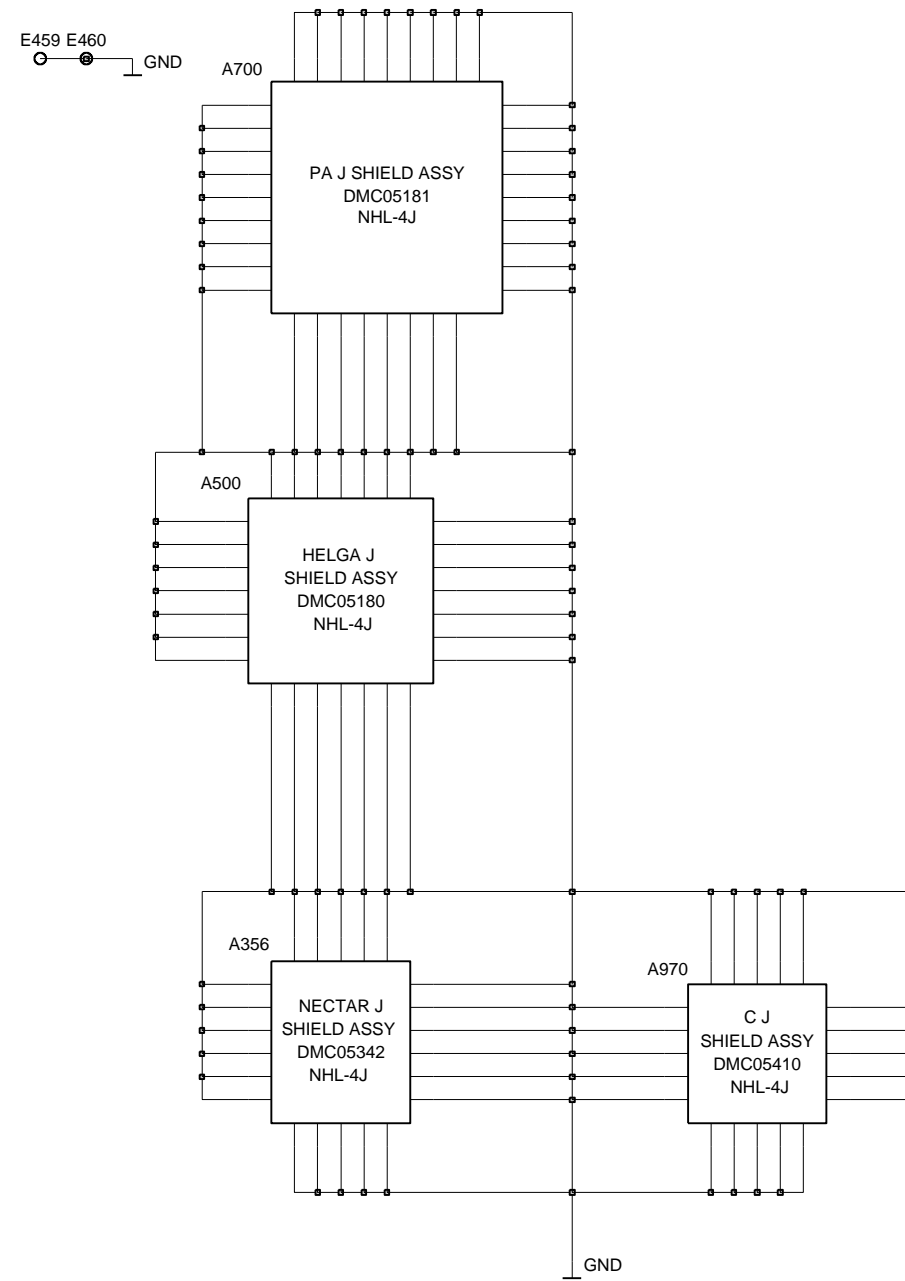 E459 E460
GND
A700
PA J SHIELD ASSY
DMC05181
NHL-4J
A500
HELGA J
SHIELD ASSY
DMC05180
NHL-4J
A356
NECTAR J
SHIELD ASSY
DMC05342
NHL-4J
A970
C J
SHIELD ASSY
DMC05410
NHL-4J
GND